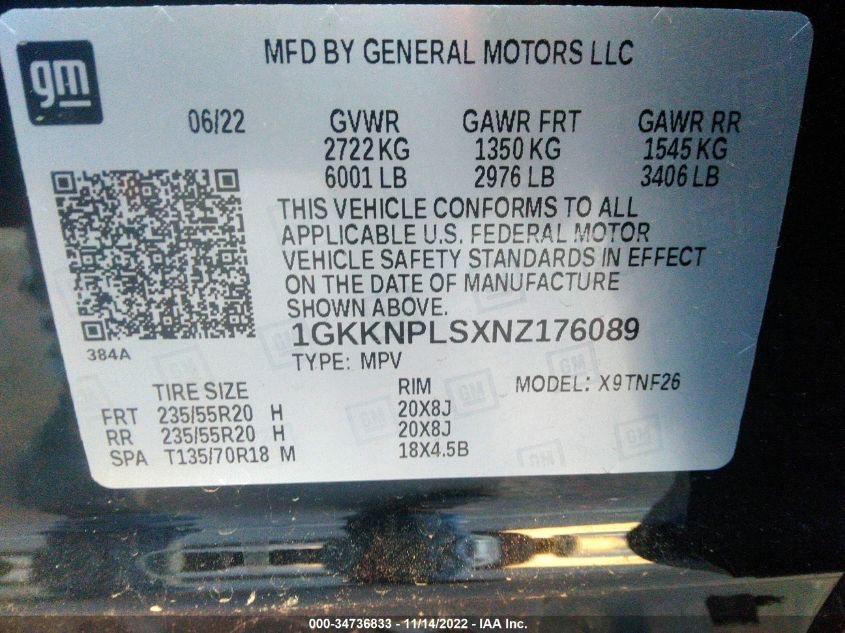 gm
MFD BY GENERAL MOTORS LLC
06/22 GVWR GAWR FRT GAWR RR
2722 KG 1350 KG 1545 KG
6001 LB 2976 LB 3406 LB
THIS VEHICLE CONFORMS TO ALL
APPLICABLE U.S. FEDERAL MOTOR
VEHICLE SAFETY STANDARDS IN EFFECT
ON THE DATE OF MANUFACTURE
SHOWN ABOVE.
1GKKNPLSXNZ176089
384A
TYPE: MPV
TIRE SIZE RIM MODEL: X9TNF26
FRT 235/55R20 H 20X8J
RR 235/55R20 H 20X8J
SPA T135/70R18 M 18X4.5B
000-34736833 - 11/14/2022 - IAA Inc.